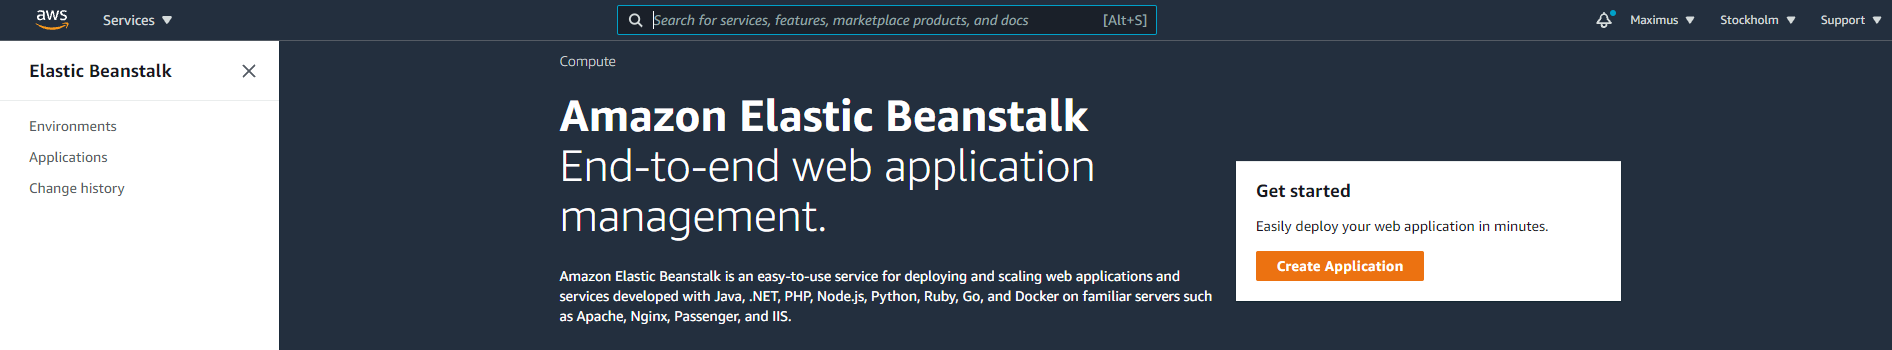 aws
Services
Search for services, features, marketplace products, and docs
[Alt+S]
Maximus
Stockholm
Support
Elastic Beanstalk
Environments
Applications
Change history
Compute
Amazon Elastic Beanstalk
End-to-end web application
management.
Amazon Elastic Beanstalk is an easy-to-use service for deploying and scaling web applications and
services developed with Java, .NET, PHP, Node.js, Python, Ruby, Go, and Docker on familiar servers such
as Apache, Nginx, Passenger, and IIS.
Get started
Easily deploy your web application in minutes.
Create Application